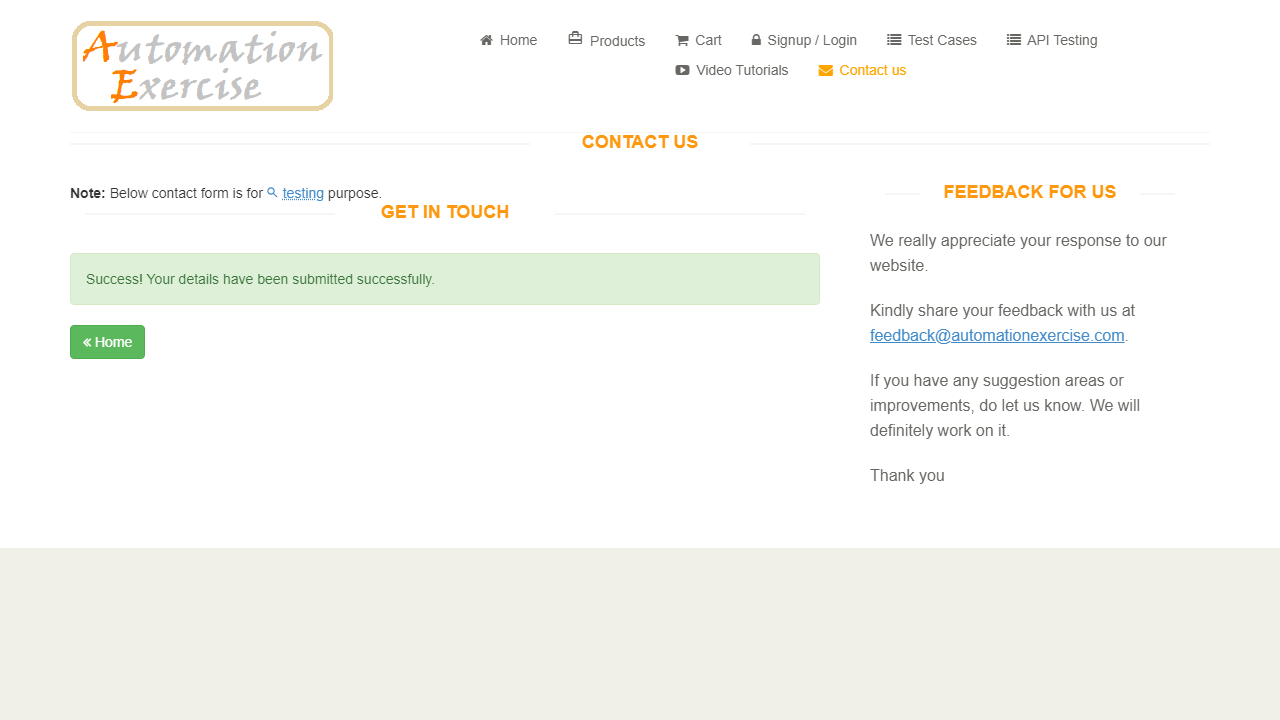 Automation
Exercise
Home
Products
Cart
Signup / Login
Test Cases
API Testing
Video Tutorials
Contact us
CONTACT US
Note: Below contact form is for testing purpose.
GET IN TOUCH
Success! Your details have been submitted successfully.
« Home
FEEDBACK FOR US
We really appreciate your response to our
website.
Kindly share your feedback with us at
feedback@automationexercise.com.
If you have any suggestion areas or
improvements, do let us know. We will
definitely work on it.
Thank you